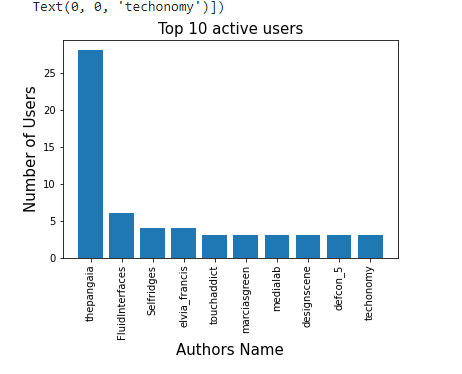 Text(0, 0, 'techonomy')])
Top 10 active users
Number of Users
25
20
15
10
5
0
thepangaia
FluidInterfaces
Selfridges
elvia_francis
touchaddict
marciasgreen
medialab
designscene
defcon_5
techonomy
Authors Name